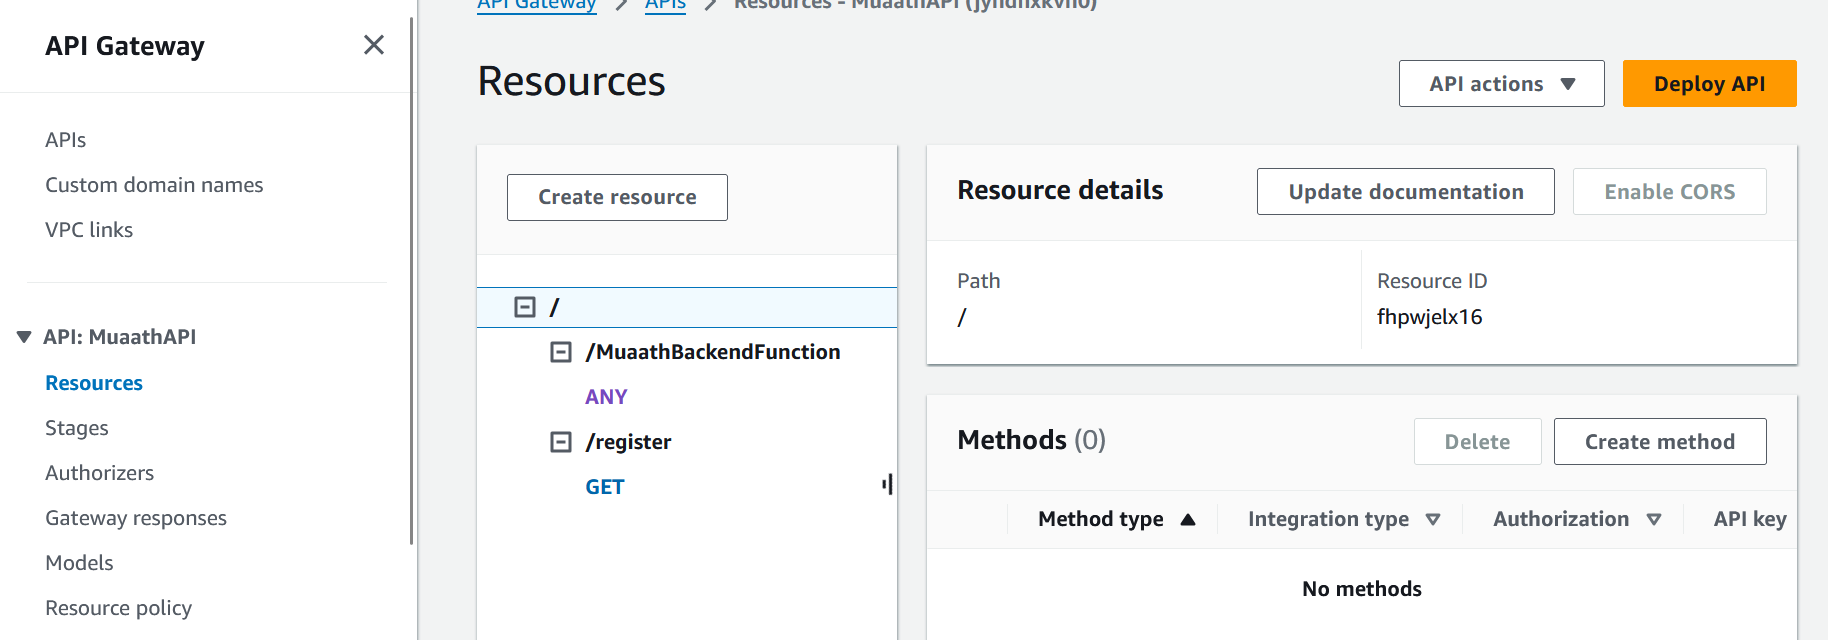 API Gateway
APIs
Custom domain names
VPC links
API: MuaathAPI
Resources
Stages
Authorizers
Gateway responses
Models
Resource policy
API Gateway > APIs > Resources - MuaathAPI
Resources
API actions
Deploy API
Create resource
/
/MuaathBackendFunction
ANY
/register
GET
Resource details
Update documentation
Enable CORS
Path
/
Resource ID
fhpwjelx16
Methods (0)
Delete
Create method
Method type
Integration type
Authorization
API key
No methods